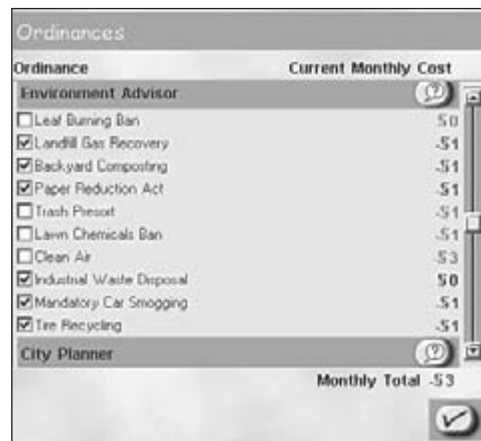 Ordinances
Ordinance Current Monthly Cost
Environment Advisor ?
Leaf Burning Ban §0
Landfill Gas Recovery -§1
Backyard Composting -§1
Paper Reduction Act -§1
Trash Presort -§1
Lawn Chemicals Ban -§1
Clean Air -§3
Industrial Waste Disposal §0
Mandatory Car Smogging -§1
Tire Recycling -§1
City Planner ?
Monthly Total -§3